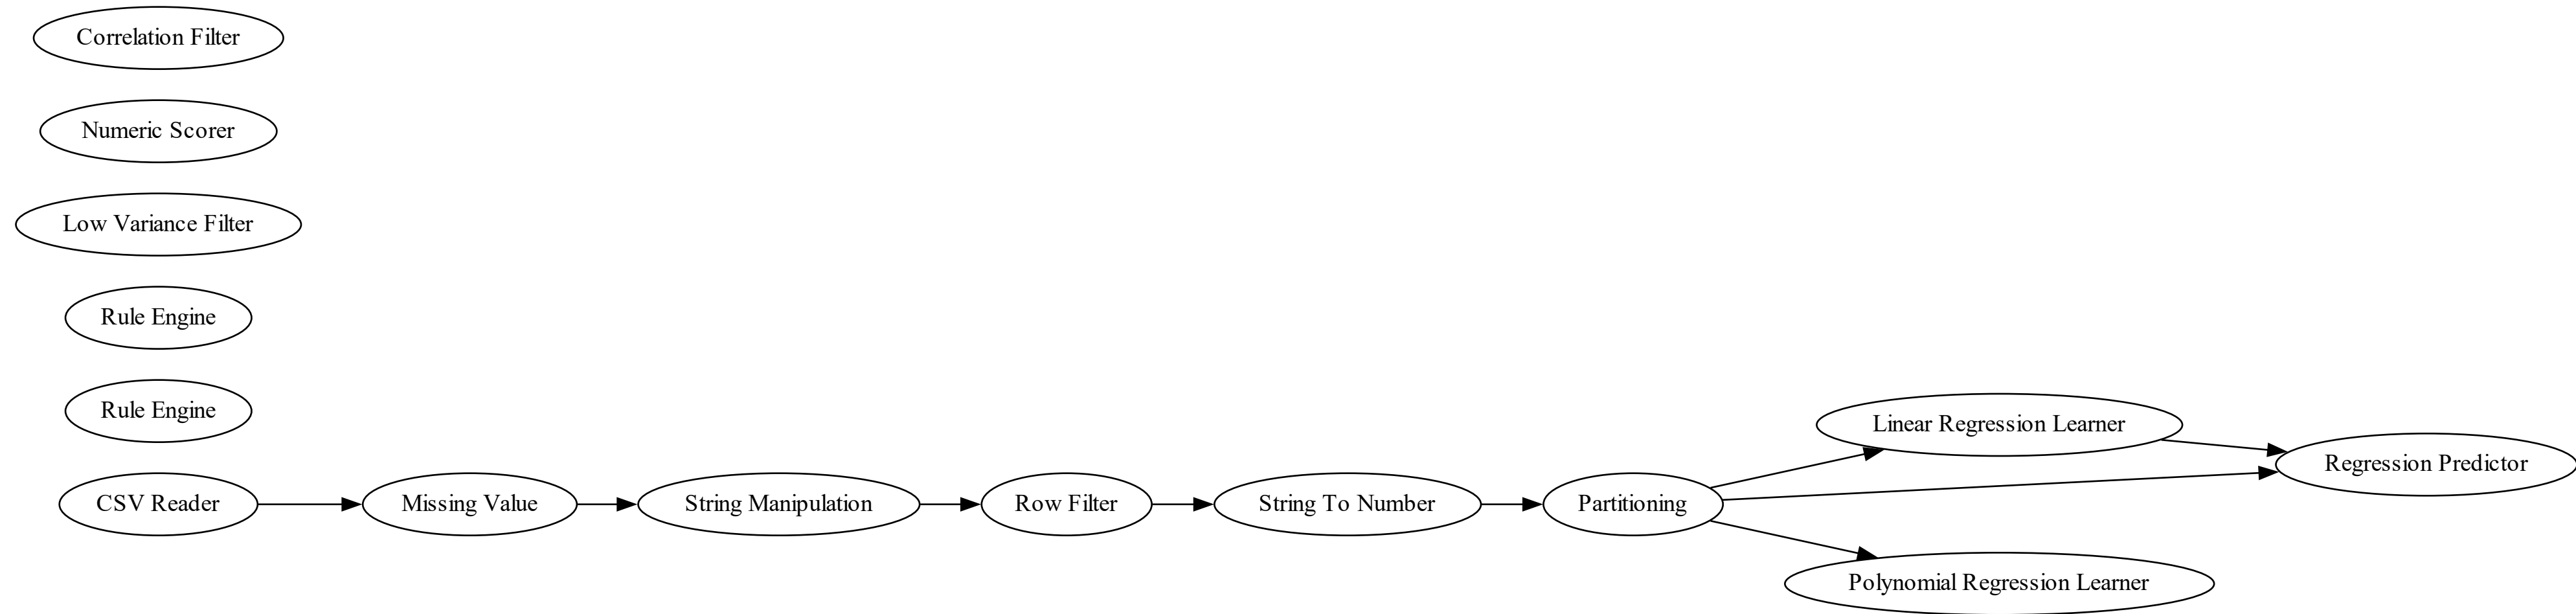 Correlation Filter
Numeric Scorer
Low Variance Filter
Rule Engine
Rule Engine
CSV Reader
Missing Value
String Manipulation
Row Filter
String To Number
Partitioning
Linear Regression Learner
Regression Predictor
Polynomial Regression Learner